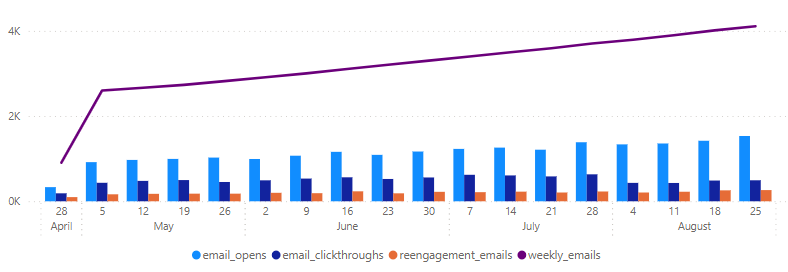 4K
2K
0K
28 5 12 19 26 2 9 16 23 30 7 14 21 28 4 11 18 25
April May June July August
email_opens email_clickthroughs reengagement_emails weekly_emails